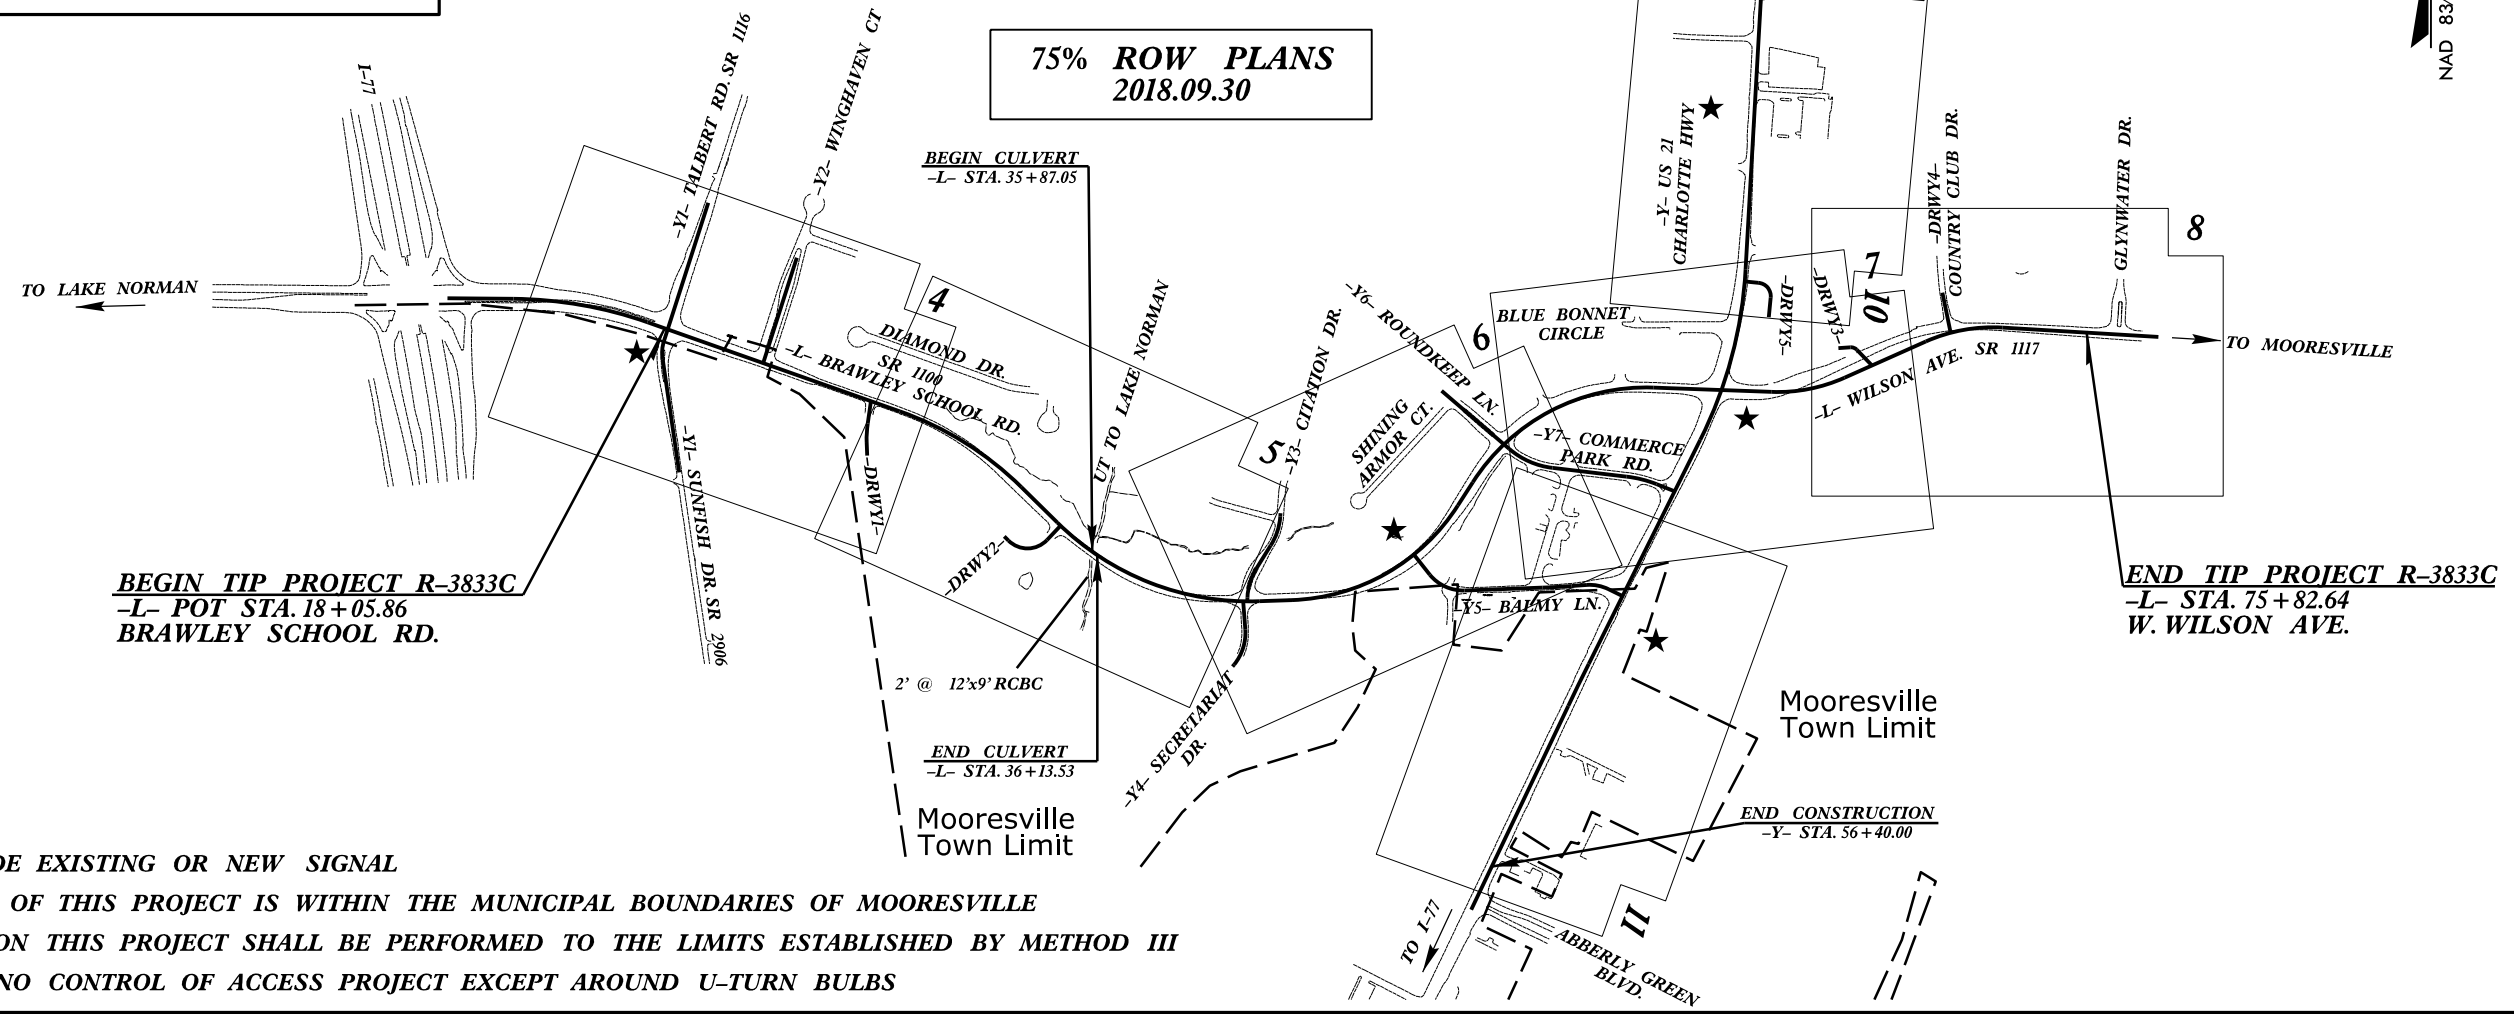 75% ROW PLANS
2018.09.30
NAD 83/
I-77
-Y1- TALBERT RD. SR 1116
-Y2- WINGHAVEN CT
BEGIN CULVERT
-L- STA. 35+87.05
-Y- US 21
CHARLOTTE HWY
-DRWY4-
COUNTRY CLUB DR.
GLYNWATER DR.
8
7
10
TO LAKE NORMAN
4
DIAMOND DR.
SR 1100
-L- BRAWLEY SCHOOL RD.
UT TO LAKE NORMAN
-Y3- CITATION DR.
-Y6- ROUNDKEEP LN.
6
BLUE BONNET
CIRCLE
-DRWY5-
-DRWY3-
TO MOORESVILLE
-L- WILSON AVE. SR 1117
SHINING
ARMOR CT.
-Y7- COMMERCE
PARK RD.
5
-Y1- SUNFISH DR. SR 2906
-DRWY1-
-DRWY2-
BEGIN TIP PROJECT R-3833C
-L- POT STA. 18+05.86
BRAWLEY SCHOOL RD.
END TIP PROJECT R-3833C
-L- STA. 75+82.64
W. WILSON AVE.
Y5- BALMY LN.
2' @ 12'x9' RCBC
-Y4- SECRETARIAT
DR.
Mooresville
Town Limit
END CULVERT
-L- STA. 36+13.53
Mooresville
Town Limit
END CONSTRUCTION
-Y- STA. 56+40.00
TO I-77
11
ABBERLY GREEN
BLVD.
DE EXISTING OR NEW SIGNAL
OF THIS PROJECT IS WITHIN THE MUNICIPAL BOUNDARIES OF MOORESVILLE
ON THIS PROJECT SHALL BE PERFORMED TO THE LIMITS ESTABLISHED BY METHOD III
NO CONTROL OF ACCESS PROJECT EXCEPT AROUND U-TURN BULBS